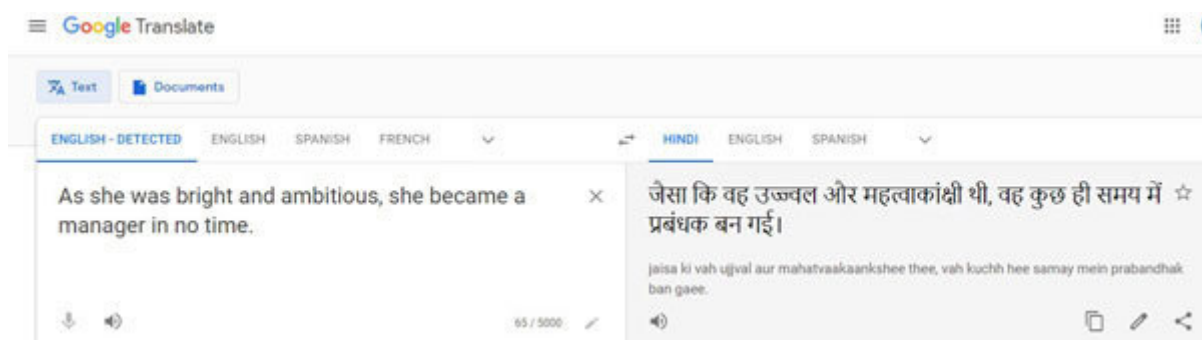 Google Translate
Text Documents
ENGLISH - DETECTED ENGLISH SPANISH FRENCH HINDI ENGLISH SPANISH
As she was bright and ambitious, she became a
manager in no time.
65 / 5000
जैसा कि वह उज्ज्वल और महत्वाकांक्षी थी, वह कुछ ही समय में
प्रबंधक बन गई।
jaisa ki vah ujjval aur mahatvaakaankshee thee, vah kuchh hee samay mein prabandhak
ban gaee.